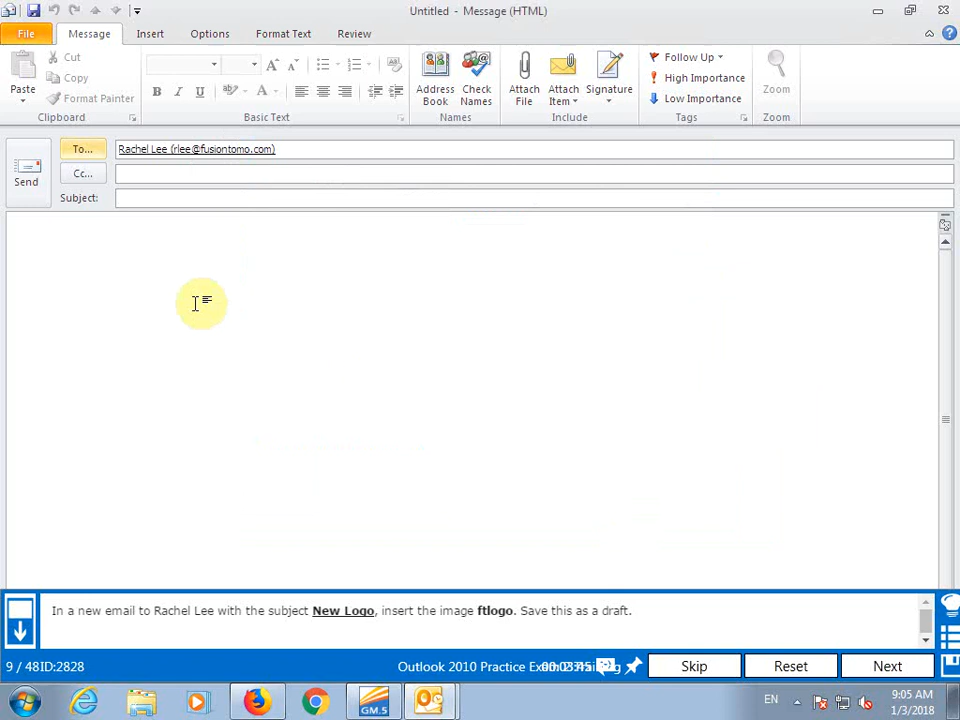 Untitled - Message (HTML)
File Message Insert Options Format Text Review
Paste
Cut
Copy
Format Painter
Clipboard
B I U
Basic Text
Address Book
Check Names
Names
Attach File
Attach Item
Signature
Include
Follow Up
High Importance
Low Importance
Tags
Zoom
Zoom
Send
To...
Rachel Lee (rlee@fusiontomo.com)
Cc...
Subject:
In a new email to Rachel Lee with the subject New Logo, insert the image ftlogo. Save this as a draft.
9 / 48 ID:2828
Outlook 2010 Practice Exam
Skip
Reset
Next
GM.5
EN
9:05 AM
1/3/2018